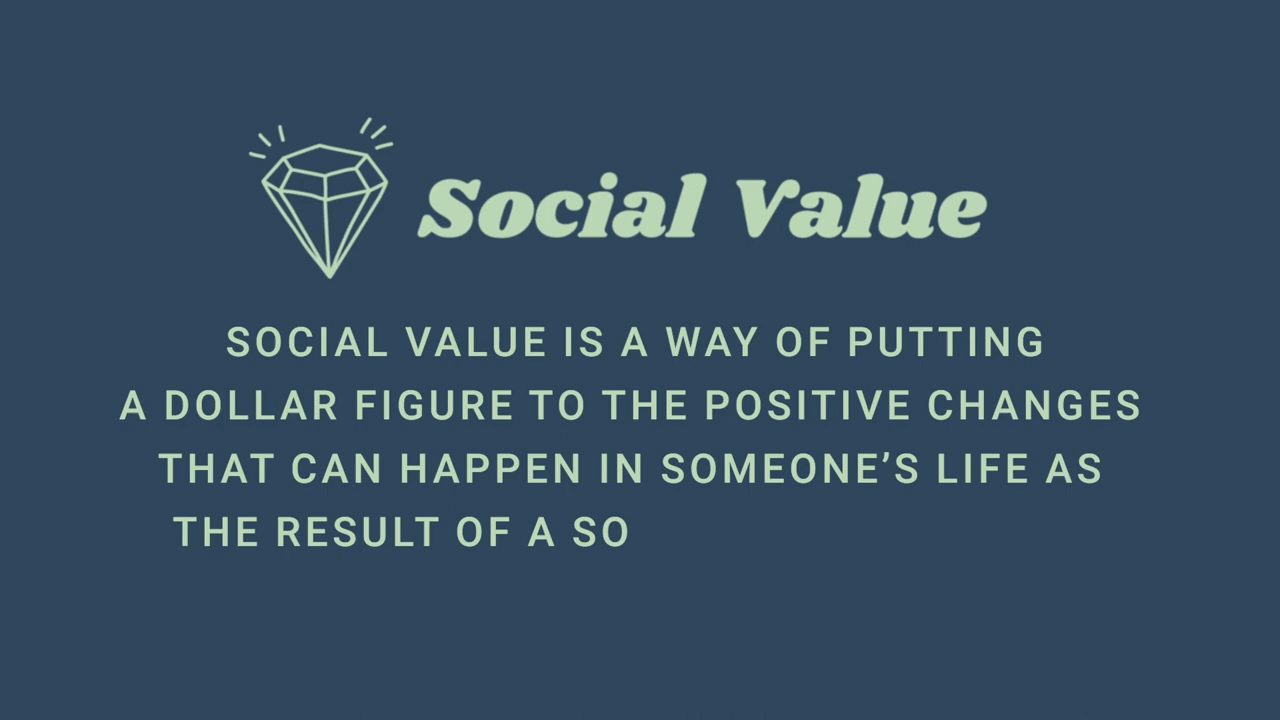 Social Value
SOCIAL VALUE IS A WAY OF PUTTING
A DOLLAR FIGURE TO THE POSITIVE CHANGES
THAT CAN HAPPEN IN SOMEONE’S LIFE AS
THE RESULT OF A SO